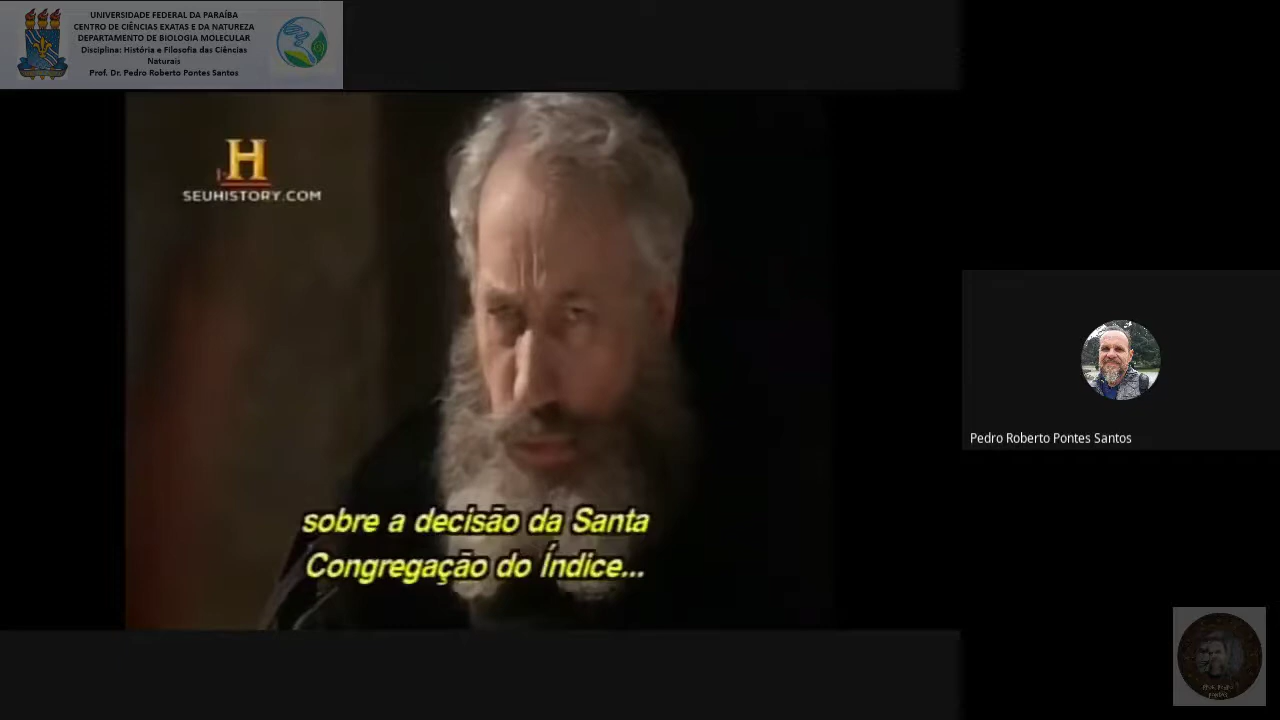 UNIVERSIDADE FEDERAL DA PARAÍBA
CENTRO DE CIÊNCIAS EXATAS E DA NATUREZA
DEPARTAMENTO DE BIOLOGIA MOLECULAR
Disciplina: História e Filosofia das Ciências
Naturais
Prof. Dr. Pedro Roberto Pontes Santos
H
SEUHISTORY.COM
sobre a decisão da Santa
Congregação do Índice...
Pedro Roberto Pontes Santos